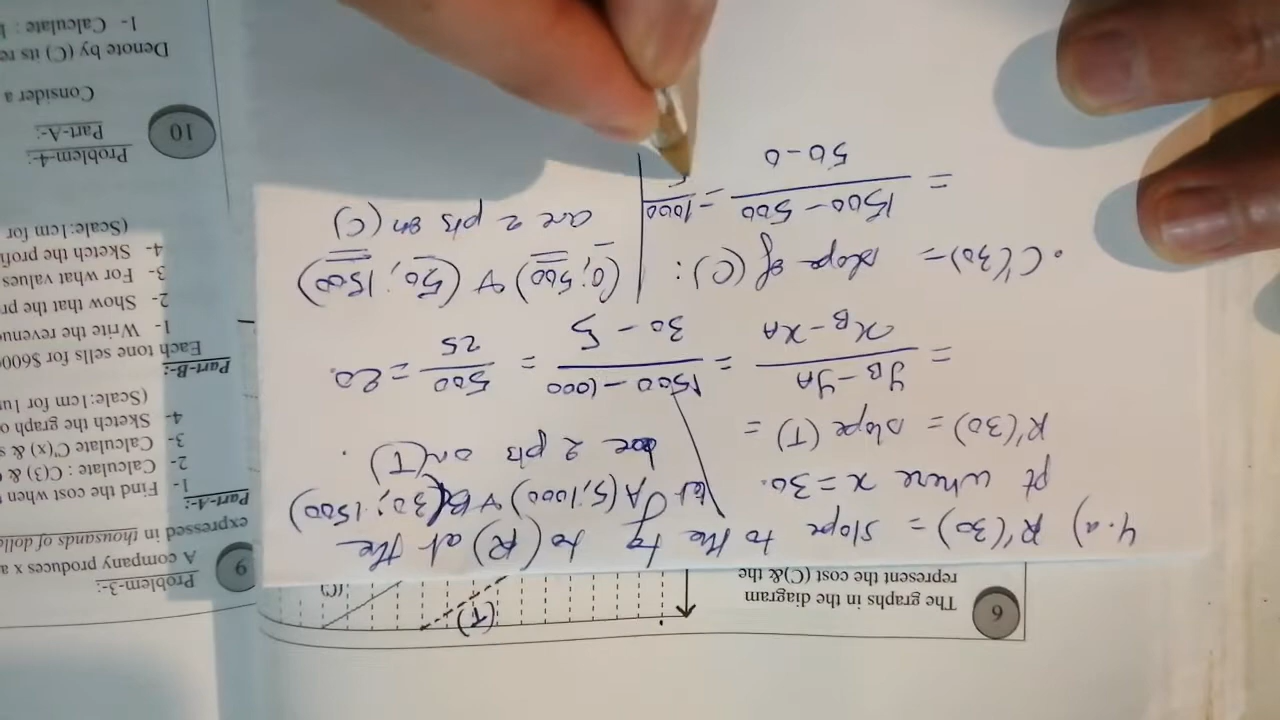 4.a) R'(30) = slope to the tg to (R) at the
pt where x = 30.
let A(5;1000) & B(30;1500)
be 2 pts on (T).
R'(30) = slope (T) =
= yB - yA / xB - xA = 1500 - 1000 / 30 - 5 = 500 / 25 = 20.
• C'(30) = slope of (C) :
(0;500) & (50;1500)
are 2 pts on (C)
= 1500 - 500 / 50 - 0 = 1000
6
The graphs in the diagram
represent the cost (C)&the
(T)
(C)
9
Problem-3-:
A company produces x a
expressed in thousands of dolla
Part-A-:
1- Find the cost when
2- Calculate : C(3) &
3- Calculate C'(x) & s
4- Sketch the graph o
(Scale:1cm for 1u
Part-B-:
Each tone sells for $600
1- Write the revenue
2- Show that the pr
3- For what values
4- Sketch the profi
(Scale:1cm for
10
Problem-4-:
Part-A-:
Consider a
Denote by (C) its re
1- Calculate :